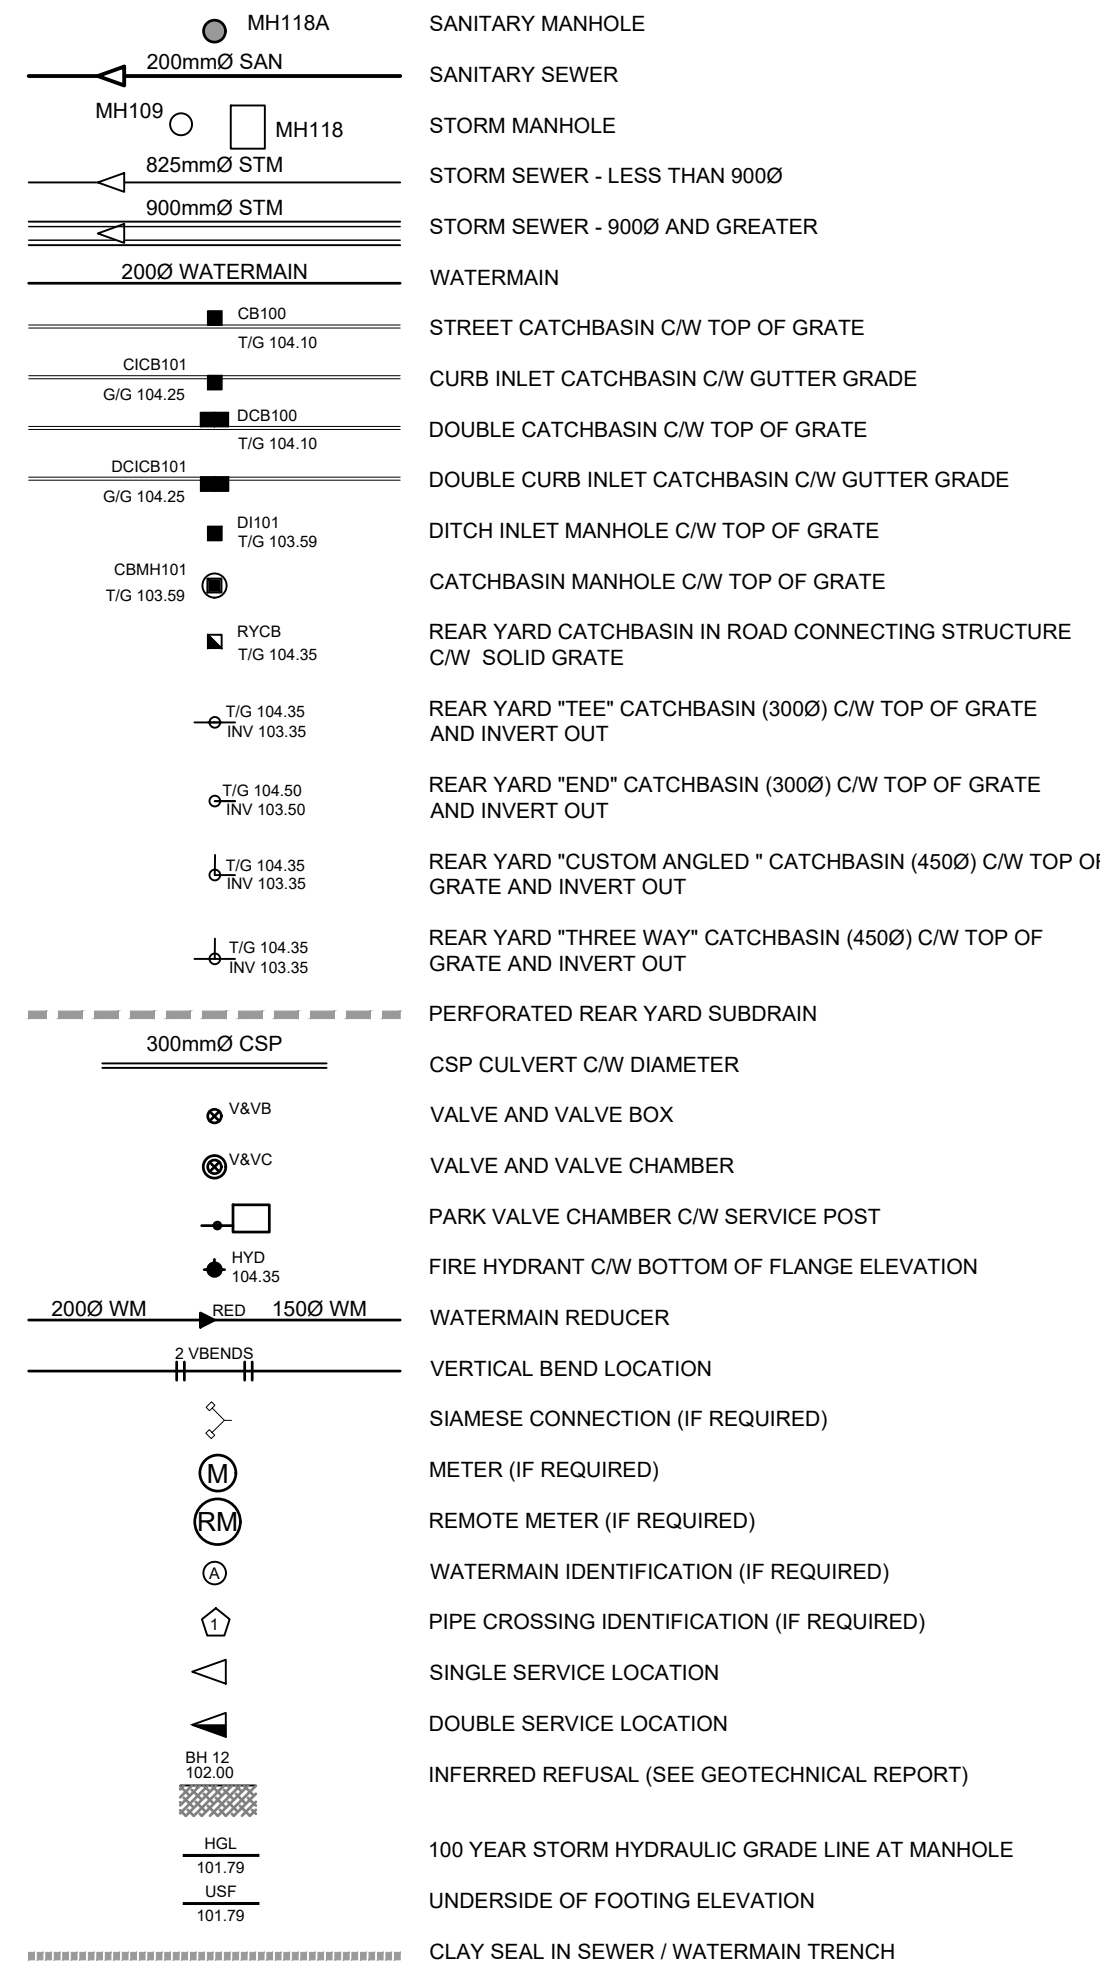 MH118A SANITARY MANHOLE
200mmØ SAN SANITARY SEWER
MH109 MH118 STORM MANHOLE
825mmØ STM STORM SEWER - LESS THAN 900Ø
900mmØ STM STORM SEWER - 900Ø AND GREATER
200Ø WATERMAIN WATERMAIN
CB100
T/G 104.10
STREET CATCHBASIN C/W TOP OF GRATE
CICB101
G/G 104.25
CURB INLET CATCHBASIN C/W GUTTER GRADE
DCB100
T/G 104.10
DOUBLE CATCHBASIN C/W TOP OF GRATE
DCICB101
G/G 104.25
DOUBLE CURB INLET CATCHBASIN C/W GUTTER GRADE
DI101
T/G 103.59
DITCH INLET MANHOLE C/W TOP OF GRATE
CBMH101
T/G 103.59
CATCHBASIN MANHOLE C/W TOP OF GRATE
RYCB
T/G 104.35
REAR YARD CATCHBASIN IN ROAD CONNECTING STRUCTURE
C/W SOLID GRATE
T/G 104.35
INV 103.35
REAR YARD "TEE" CATCHBASIN (300Ø) C/W TOP OF GRATE
AND INVERT OUT
T/G 104.50
INV 103.50
REAR YARD "END" CATCHBASIN (300Ø) C/W TOP OF GRATE
AND INVERT OUT
T/G 104.35
INV 103.35
REAR YARD "CUSTOM ANGLED " CATCHBASIN (450Ø) C/W TOP OF
GRATE AND INVERT OUT
T/G 104.35
INV 103.35
REAR YARD "THREE WAY" CATCHBASIN (450Ø) C/W TOP OF
GRATE AND INVERT OUT
PERFORATED REAR YARD SUBDRAIN
300mmØ CSP CSP CULVERT C/W DIAMETER
V&VB VALVE AND VALVE BOX
V&VC VALVE AND VALVE CHAMBER
PARK VALVE CHAMBER C/W SERVICE POST
HYD
104.35
FIRE HYDRANT C/W BOTTOM OF FLANGE ELEVATION
200Ø WM RED 150Ø WM WATERMAIN REDUCER
2 VBENDS VERTICAL BEND LOCATION
SIAMESE CONNECTION (IF REQUIRED)
M METER (IF REQUIRED)
RM REMOTE METER (IF REQUIRED)
A WATERMAIN IDENTIFICATION (IF REQUIRED)
1 PIPE CROSSING IDENTIFICATION (IF REQUIRED)
SINGLE SERVICE LOCATION
DOUBLE SERVICE LOCATION
BH 12
102.00
INFERRED REFUSAL (SEE GEOTECHNICAL REPORT)
HGL
101.79
100 YEAR STORM HYDRAULIC GRADE LINE AT MANHOLE
USF
101.79
UNDERSIDE OF FOOTING ELEVATION
CLAY SEAL IN SEWER / WATERMAIN TRENCH